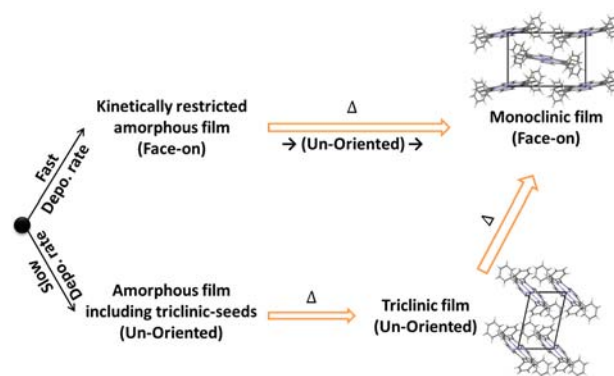 Kinetically restricted
amorphous film
(Face-on)
Δ
→ (Un-Oriented) →
Monoclinic film
(Face-on)
Fast
Depo. rate
Slow
Depo. rate
Δ
Amorphous film
including triclinic-seeds
(Un-Oriented)
Δ
Triclinic film
(Un-Oriented)